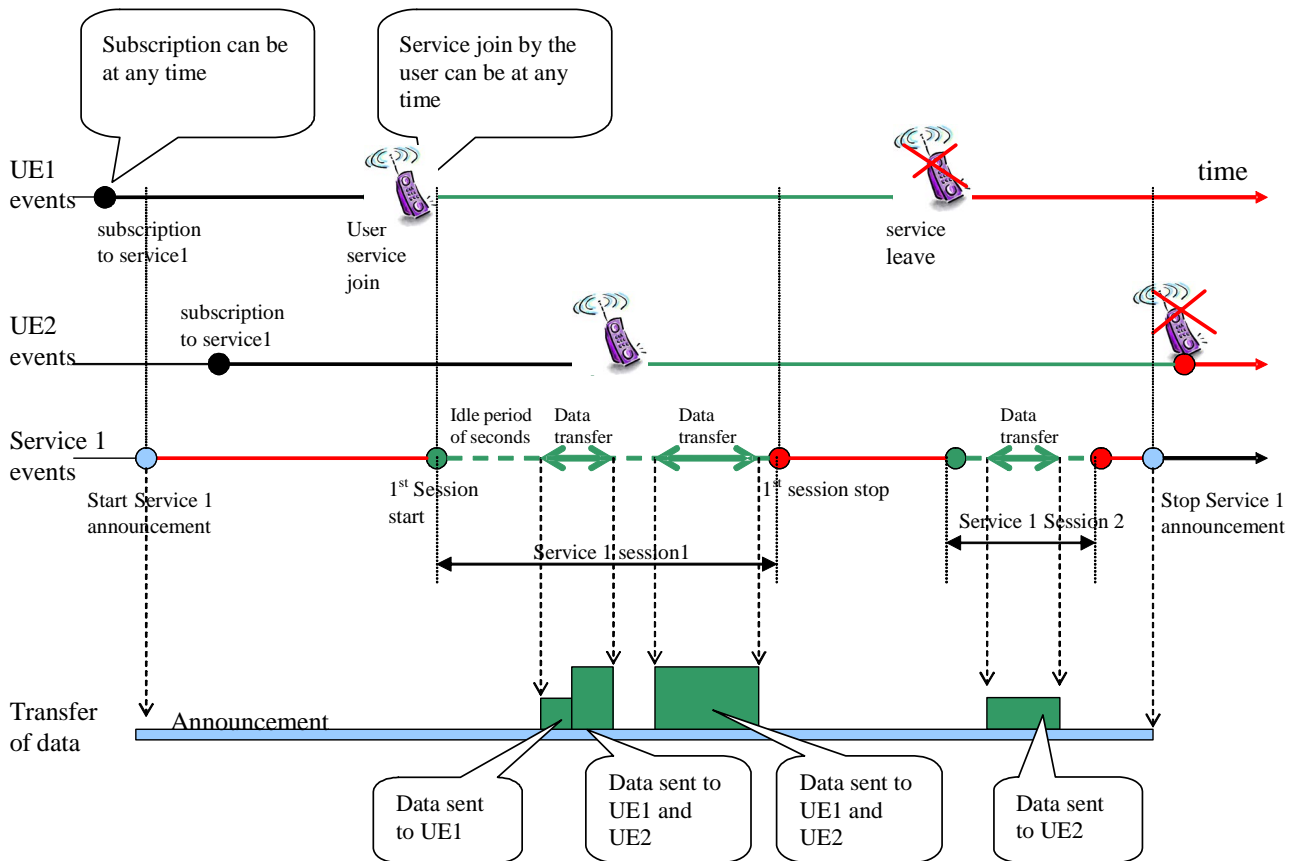 Subscription can be
at any time
Service join by the
user can be at any
time
UE1
events
time
subscription
to service1
User
service
join
service
leave
UE2
events
subscription
to service1
Service 1
events
Idle period
of seconds
Data
transfer
Data
transfer
Data
transfer
Start Service 1
announcement
1st Session
start
1st session stop
Service 1 Session 2
Stop Service 1
announcement
Service 1 session1
Transfer
of data
Announcement
Data sent
to UE1
Data sent to
UE1 and
UE2
Data sent to
UE1 and
UE2
Data sent
to UE2